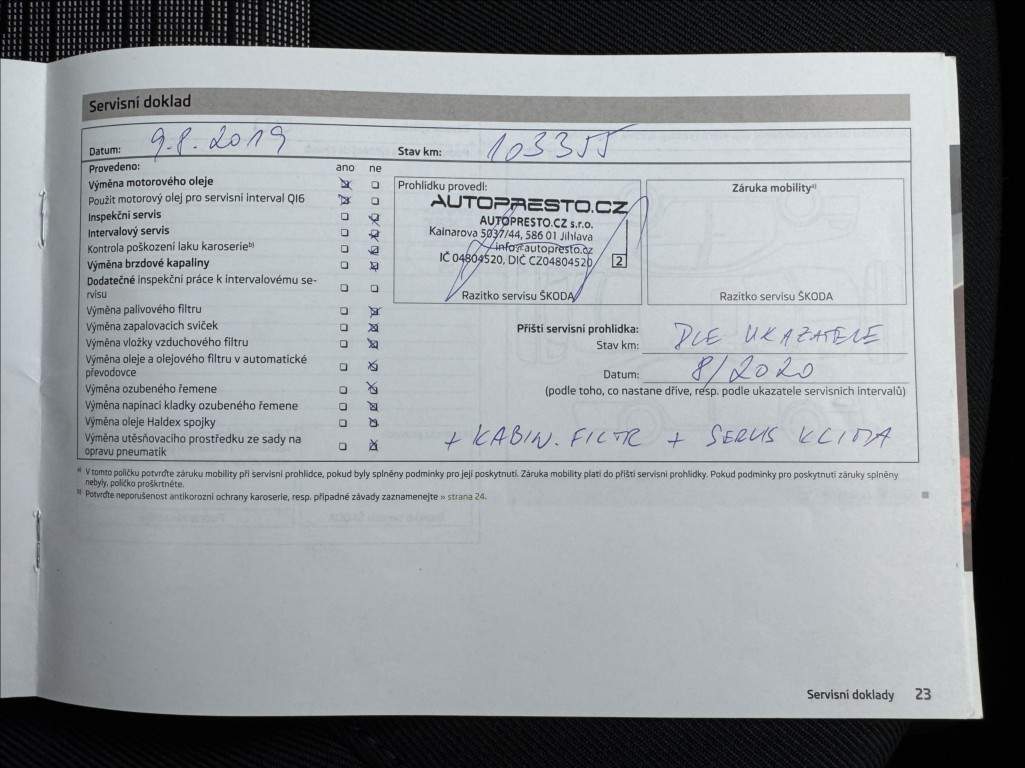 Servisní doklad
Datum: 9.8.2019 Stav km: 103355
Provedeno: ano ne
Výměna motorového oleje
Použit motorový olej pro servisní interval QI6
Inspekční servis
Intervalový servis
Kontrola poškození laku karoserie b)
Výměna brzdové kapaliny
Dodatečné inspekční práce k intervalovému se-
rvisu
Výměna palivového filtru
Výměna zapalovacích svíček
Výměna vložky vzduchového filtru
Výměna oleje a olejového filtru v automatické
převodovce
Výměna ozubeného řemene
Výměna napínací kladky ozubeného řemene
Výměna oleje Haldex spojky
Výměna utěsňovacího prostředku ze sady na
opravu pneumatik
Prohlídku provedl:
AUTOPRESTO.CZ
AUTOPRESTO.CZ s.r.o.
Kainarova 5037/44, 586 01 Jihlava
info@autopresto.cz
IČ 04804520, DIČ CZ04804520
2
Razítko servisu ŠKODA
Záruka mobility a)
Razítko servisu ŠKODA
Příští servisní prohlídka:
Stav km: DLE UKAZATELE
Datum: 8/2020
(podle toho, co nastane dříve, resp. podle ukazatele servisních intervalů)
+ KABIN. FILTR + SERVIS KLIMA
a) V tomto políčku potvrďte záruku mobility při servisní prohlídce, pokud byly splněny podmínky pro její poskytnutí. Záruka mobility platí do příští servisní prohlídky. Pokud podmínky pro poskytnutí záruky splněny
nebyly, políčko proškrtněte.
b) Potvrďte neporušenost antikorozní ochrany karoserie, resp. případné závady zaznamenejte » strana 24.
Servisní doklady 23